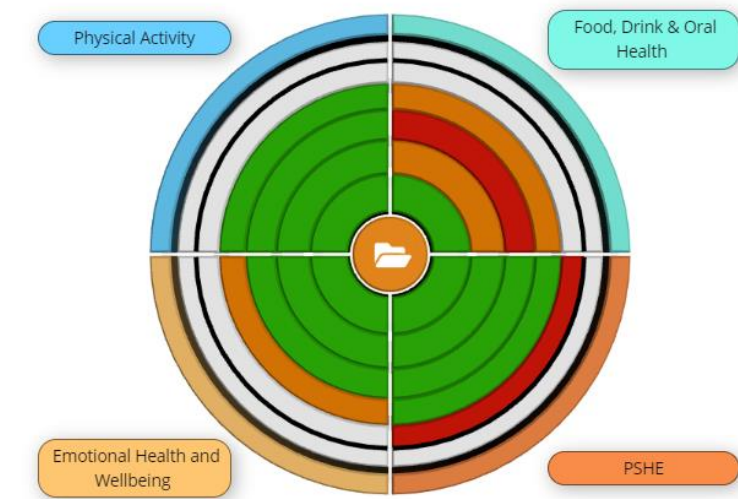 Physical Activity
Food, Drink & Oral
Health
Emotional Health and
Wellbeing
PSHE